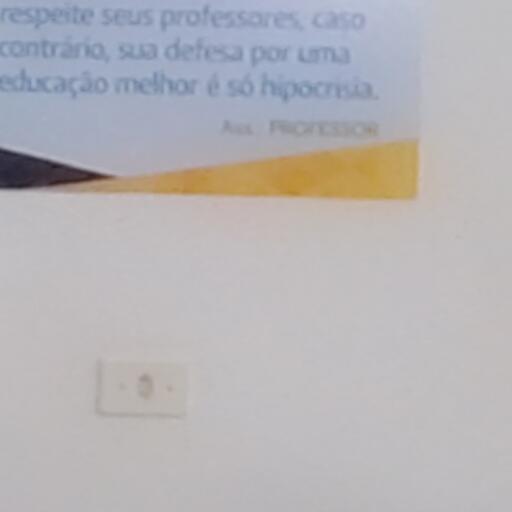 respeite seus professores, caso
contrário, sua defesa por uma
educação melhor é só hipocrisia.
Ass.: PROFESSOR